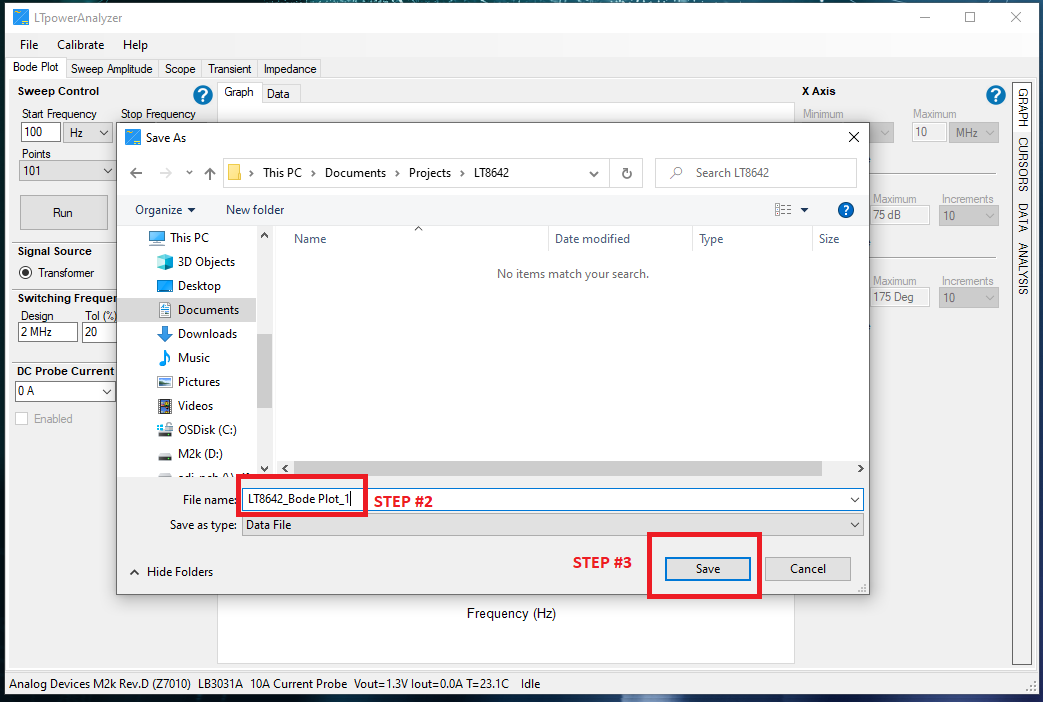 LTpowerAnalyzer
File Calibrate Help
Bode Plot Sweep Amplitude Scope Transient Impedance
Sweep Control
Start Frequency Stop Frequency
100 Hz
Points
101
Run
Signal Source
Transformer
Switching Frequen
Design Tol (%)
2 MHz 20
DC Probe Current
0 A
Enabled
Graph Data
X Axis
Minimum Maximum
10 MHz
Maximum Increments
75 dB 10
Maximum Increments
175 Deg 10
GRAPH
CURSORS
DATA
ANALYSIS
Save As
This PC › Documents › Projects › LT8642
Search LT8642
Organize New folder
This PC
3D Objects
Desktop
Documents
Downloads
Music
Pictures
Videos
OSDisk (C:)
M2k (D:)
Name Date modified Type Size
No items match your search.
File name: LT8642_Bode Plot_1 STEP #2
Save as type: Data File
STEP #3
Hide Folders Save Cancel
Frequency (Hz)
Analog Devices M2k Rev.D (Z7010) LB3031A 10A Current Probe Vout=1.3V Iout=0.0A T=23.1C Idle